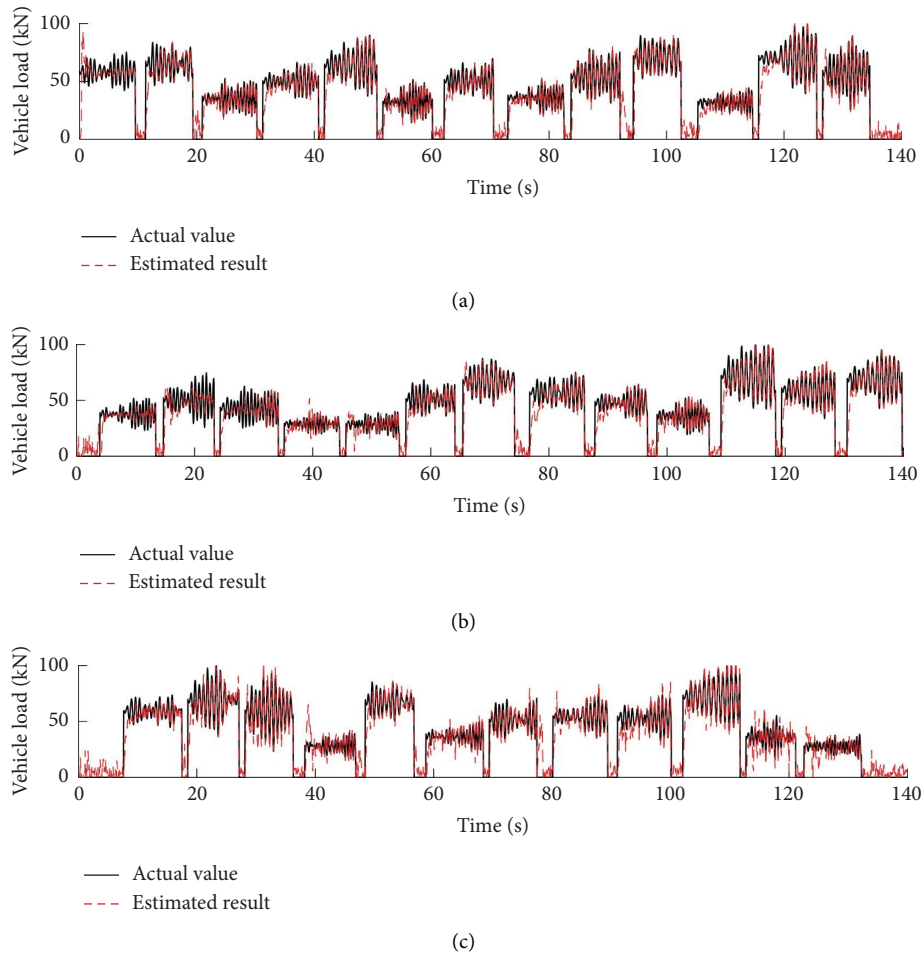 100
50
0
Vehicle load (kN)
0 20 40 60 80 100 120 140
Time (s)
Actual value
Estimated result
(a)
100
50
0
Vehicle load (kN)
0 20 40 60 80 100 120 140
Time (s)
Actual value
Estimated result
(b)
100
50
0
Vehicle load (kN)
0 20 40 60 80 100 120 140
Time (s)
Actual value
Estimated result
(c)